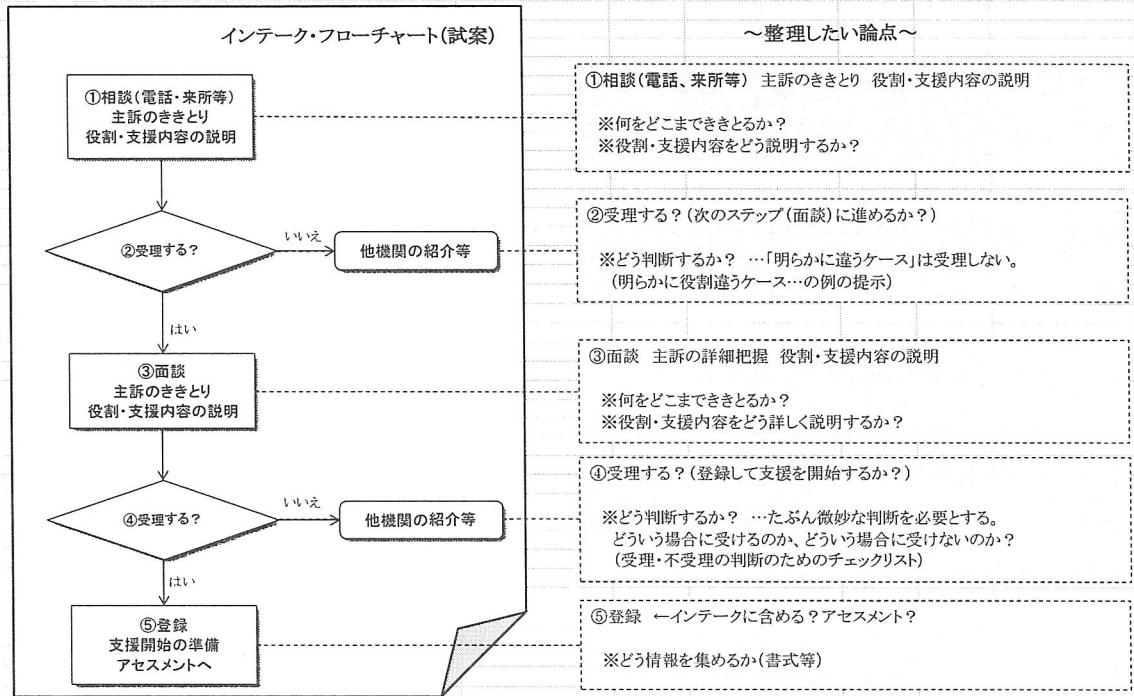 インテーク・フローチャート(試案)
①相談(電話・来所等)
主訴のききとり
役割・支援内容の説明
②受理する?
いいえ
他機関の紹介等
はい
③面談
主訴のききとり
役割・支援内容の説明
④受理する?
いいえ
他機関の紹介等
はい
⑤登録
支援開始の準備
アセスメントへ
~整理したい論点~
①相談(電話、来所等) 主訴のききとり 役割・支援内容の説明
※何をどこまでききとるか?
※役割・支援内容をどう説明するか?
②受理する?(次のステップ(面談)に進めるか?)
※どう判断するか? …「明らかに違うケース」は受理しない。
(明らかに役割違うケース…の例の提示)
③面談 主訴の詳細把握 役割・支援内容の説明
※何をどこまでききとるか?
※役割・支援内容をどう詳しく説明するか?
④受理する?(登録して支援を開始するか?)
※どう判断するか? …たぶん微妙な判断を必要とする。
どういう場合に受けるのか、どういう場合に受けないのか?
(受理・不受理の判断のためのチェックリスト)
⑤登録 ←インテークに含める?アセスメント?
※どう情報を集めるか(書式等)